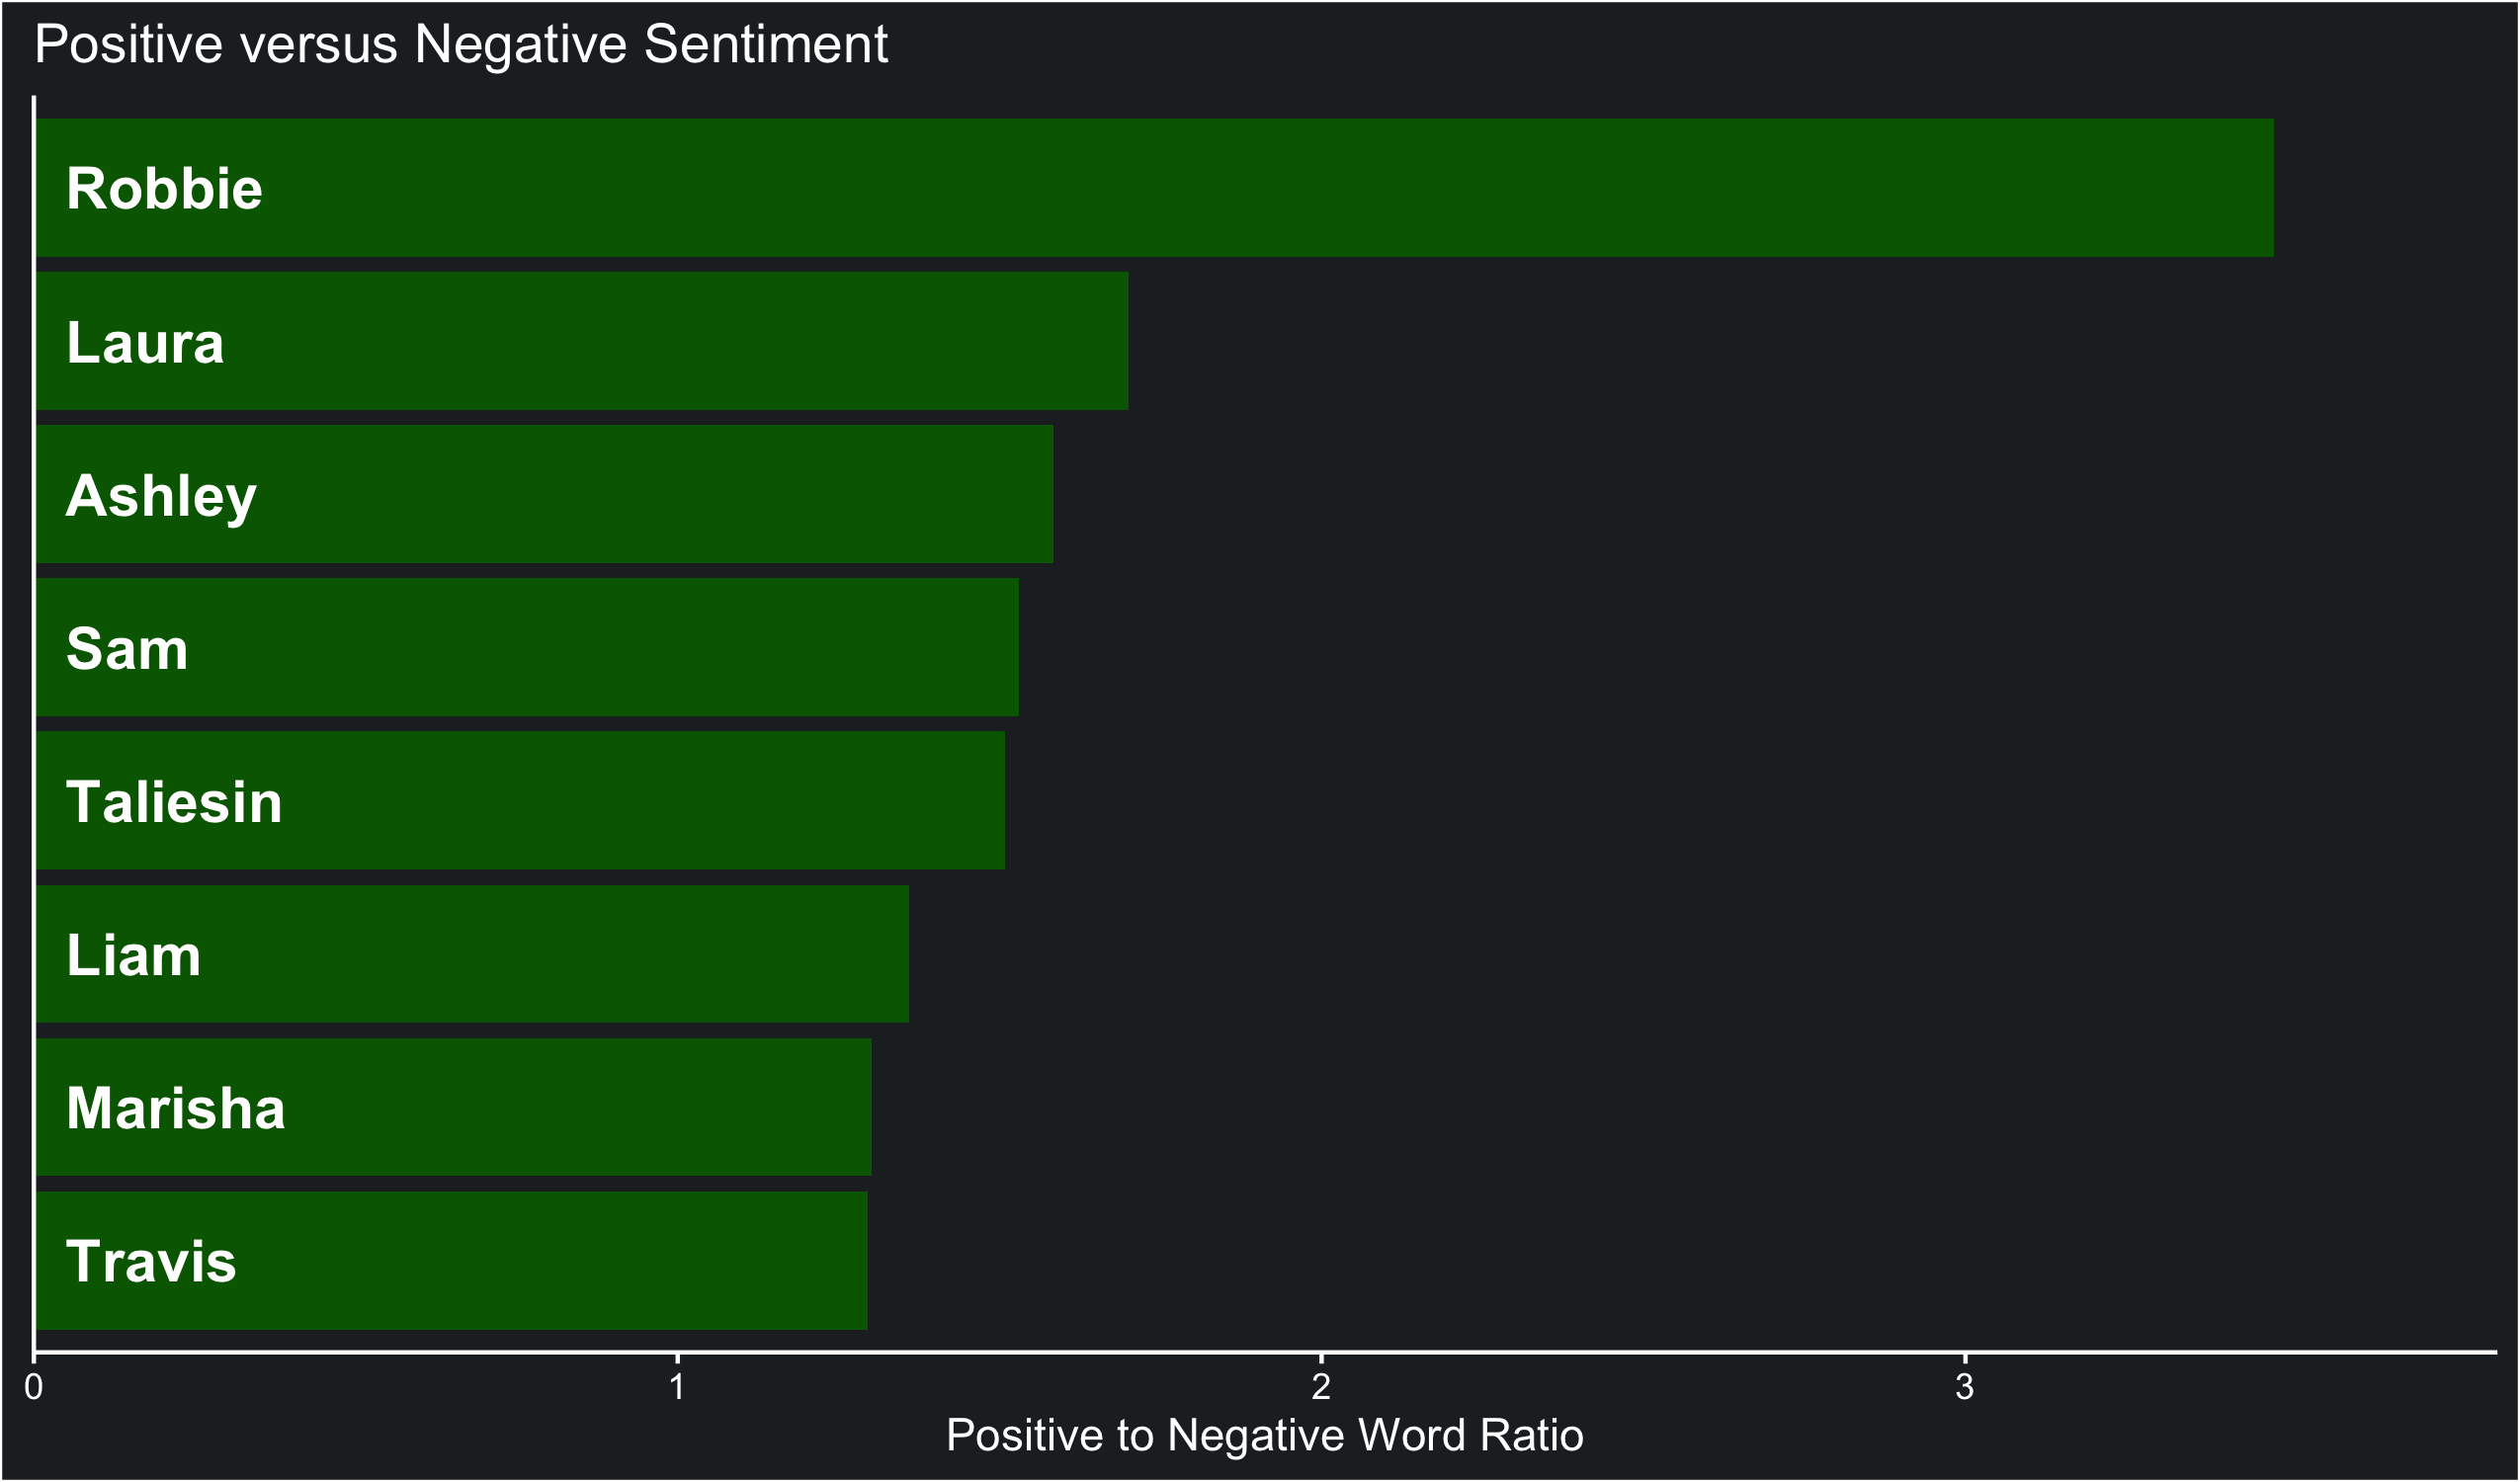 Positive versus Negative Sentiment
Robbie
Laura
Ashley
Sam
Taliesin
Liam
Marisha
Travis
0 1 2 3
Positive to Negative Word Ratio